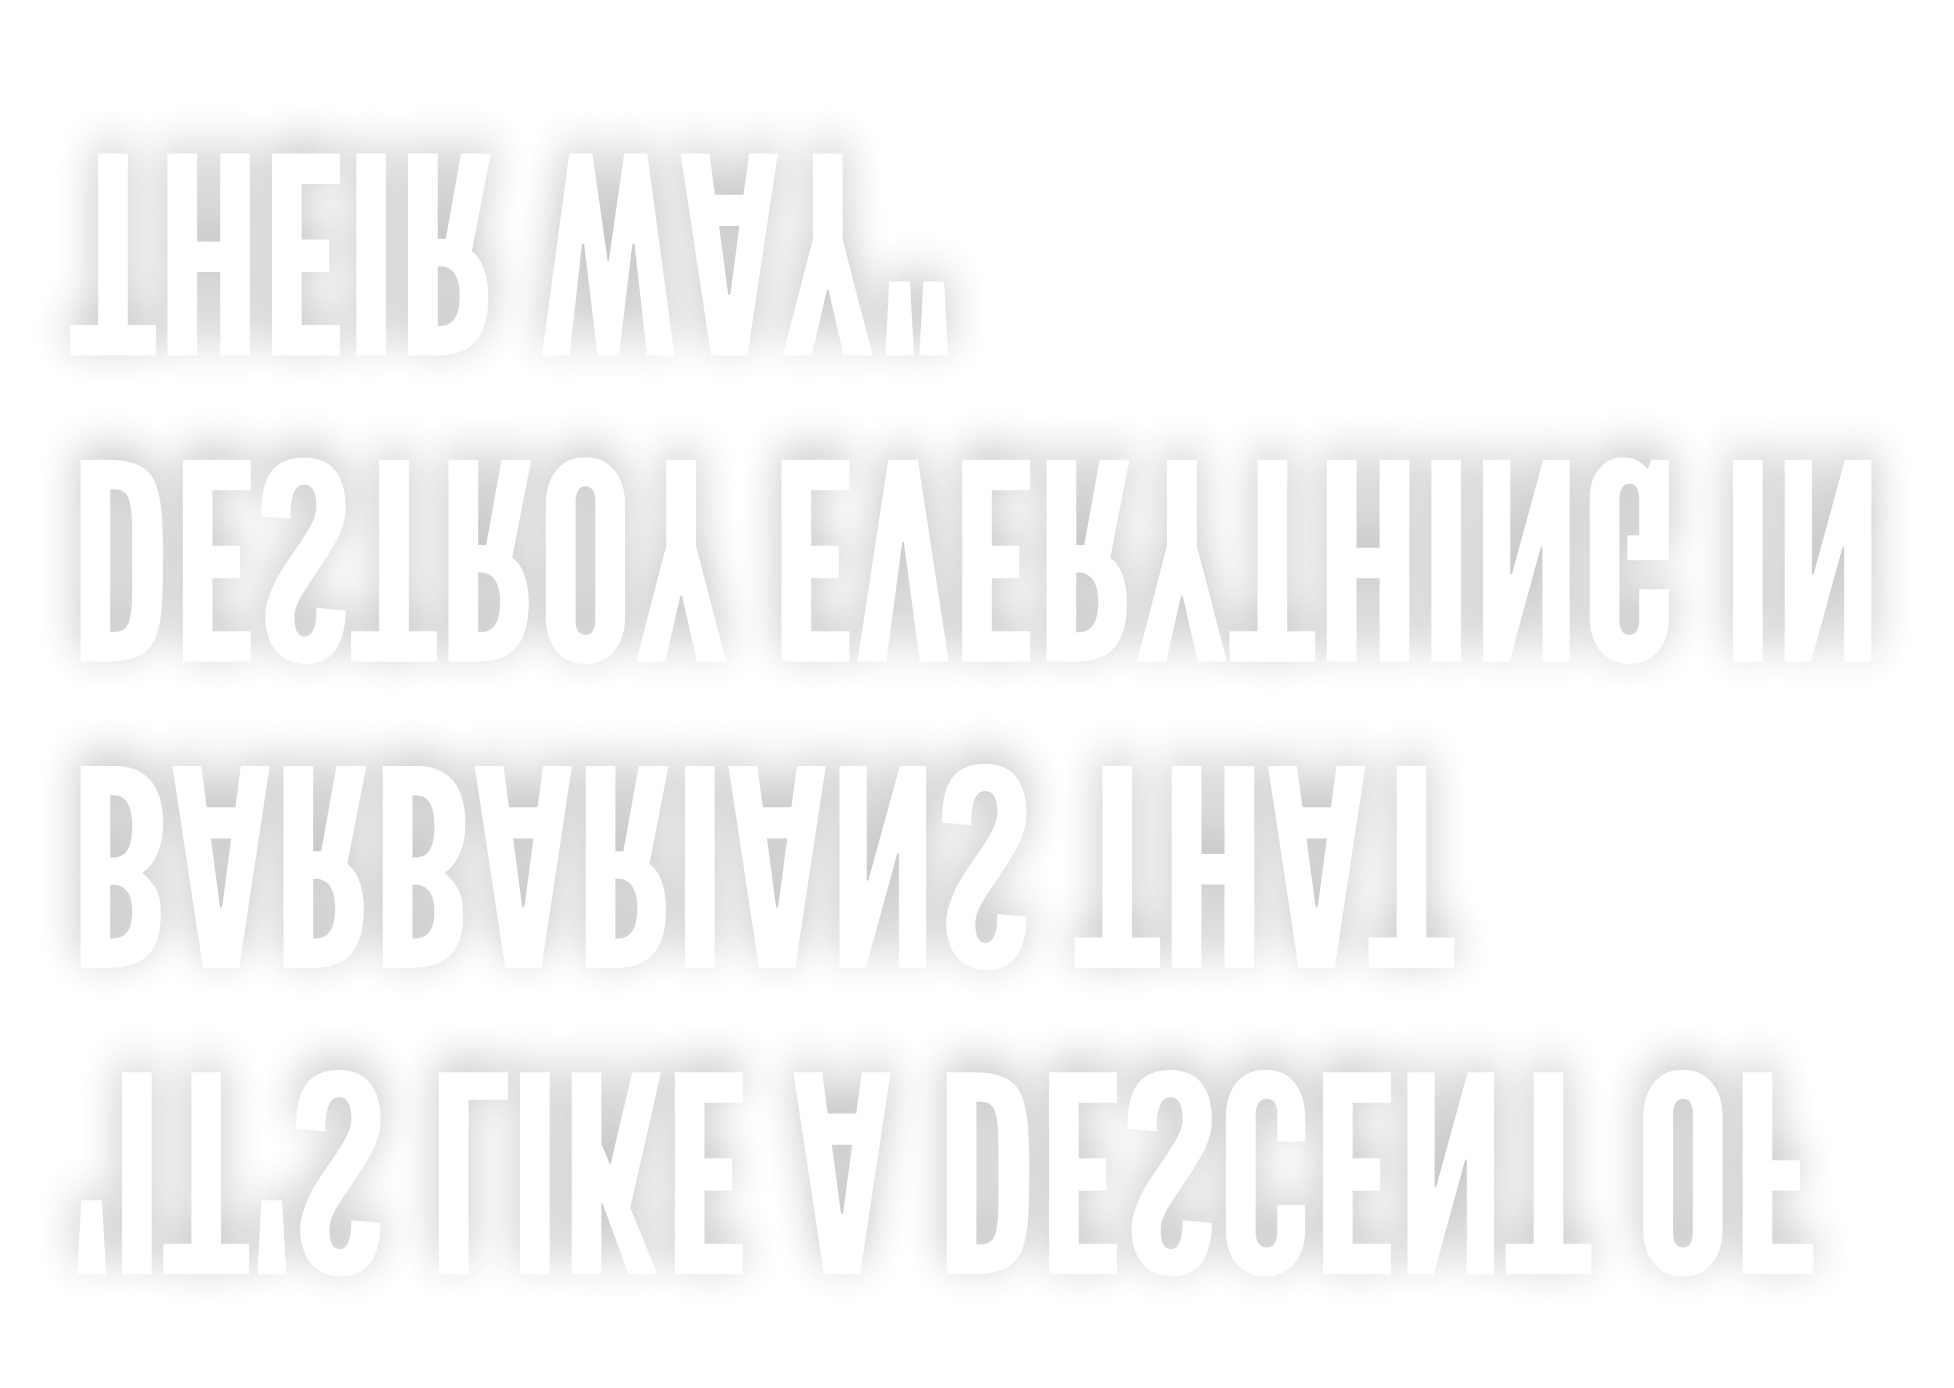 'IT'S LIKE A DESCENT OF
BARBARIANS THAT
DESTROY EVERYTHING IN
THEIR WAY."